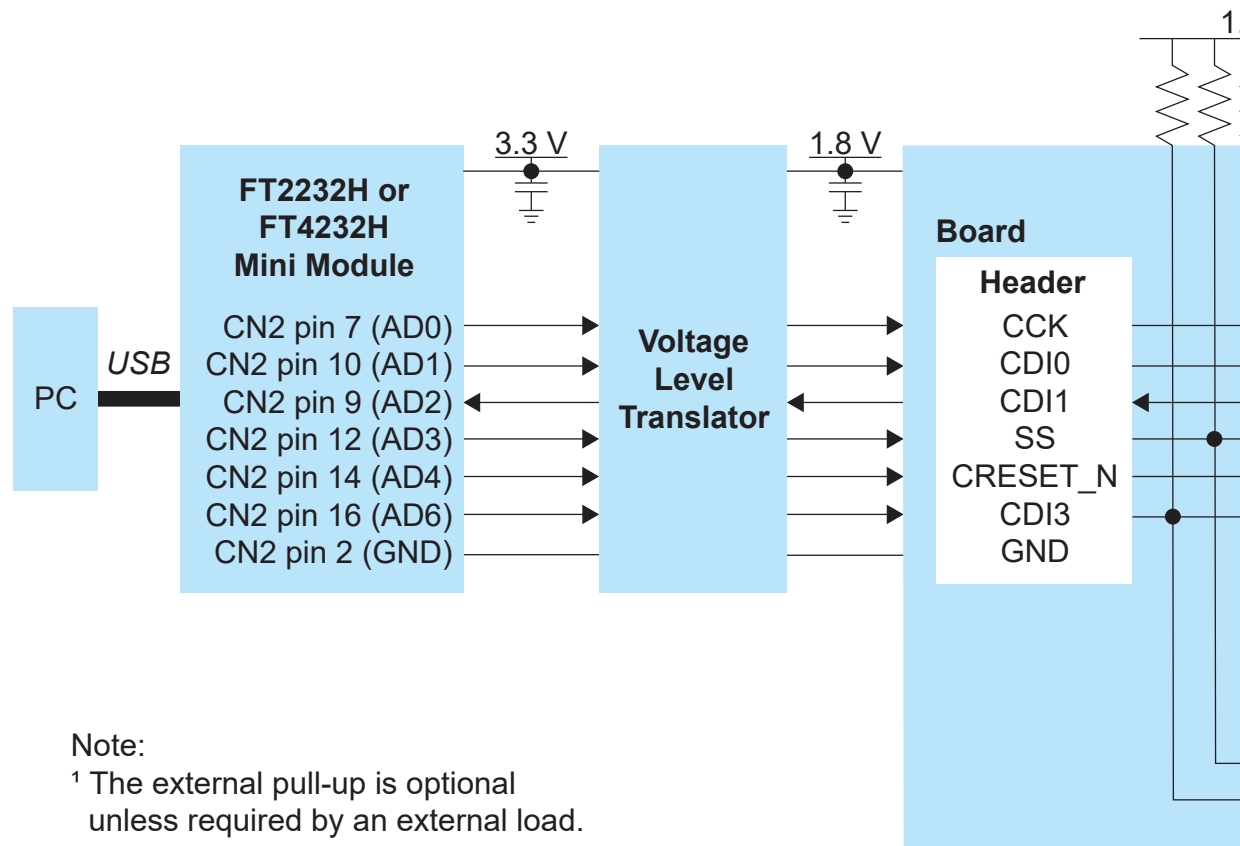 1.
3.3 V
1.8 V
FT2232H or
FT4232H
Mini Module
Board
Header
CN2 pin 7 (AD0)
CCK
CN2 pin 10 (AD1)
CDI0
CN2 pin 9 (AD2)
CDI1
CN2 pin 12 (AD3)
SS
CN2 pin 14 (AD4)
CRESET_N
CN2 pin 16 (AD6)
CDI3
CN2 pin 2 (GND)
GND
Voltage
Level
Translator
USB
PC
Note:
¹ The external pull-up is optional
unless required by an external load.